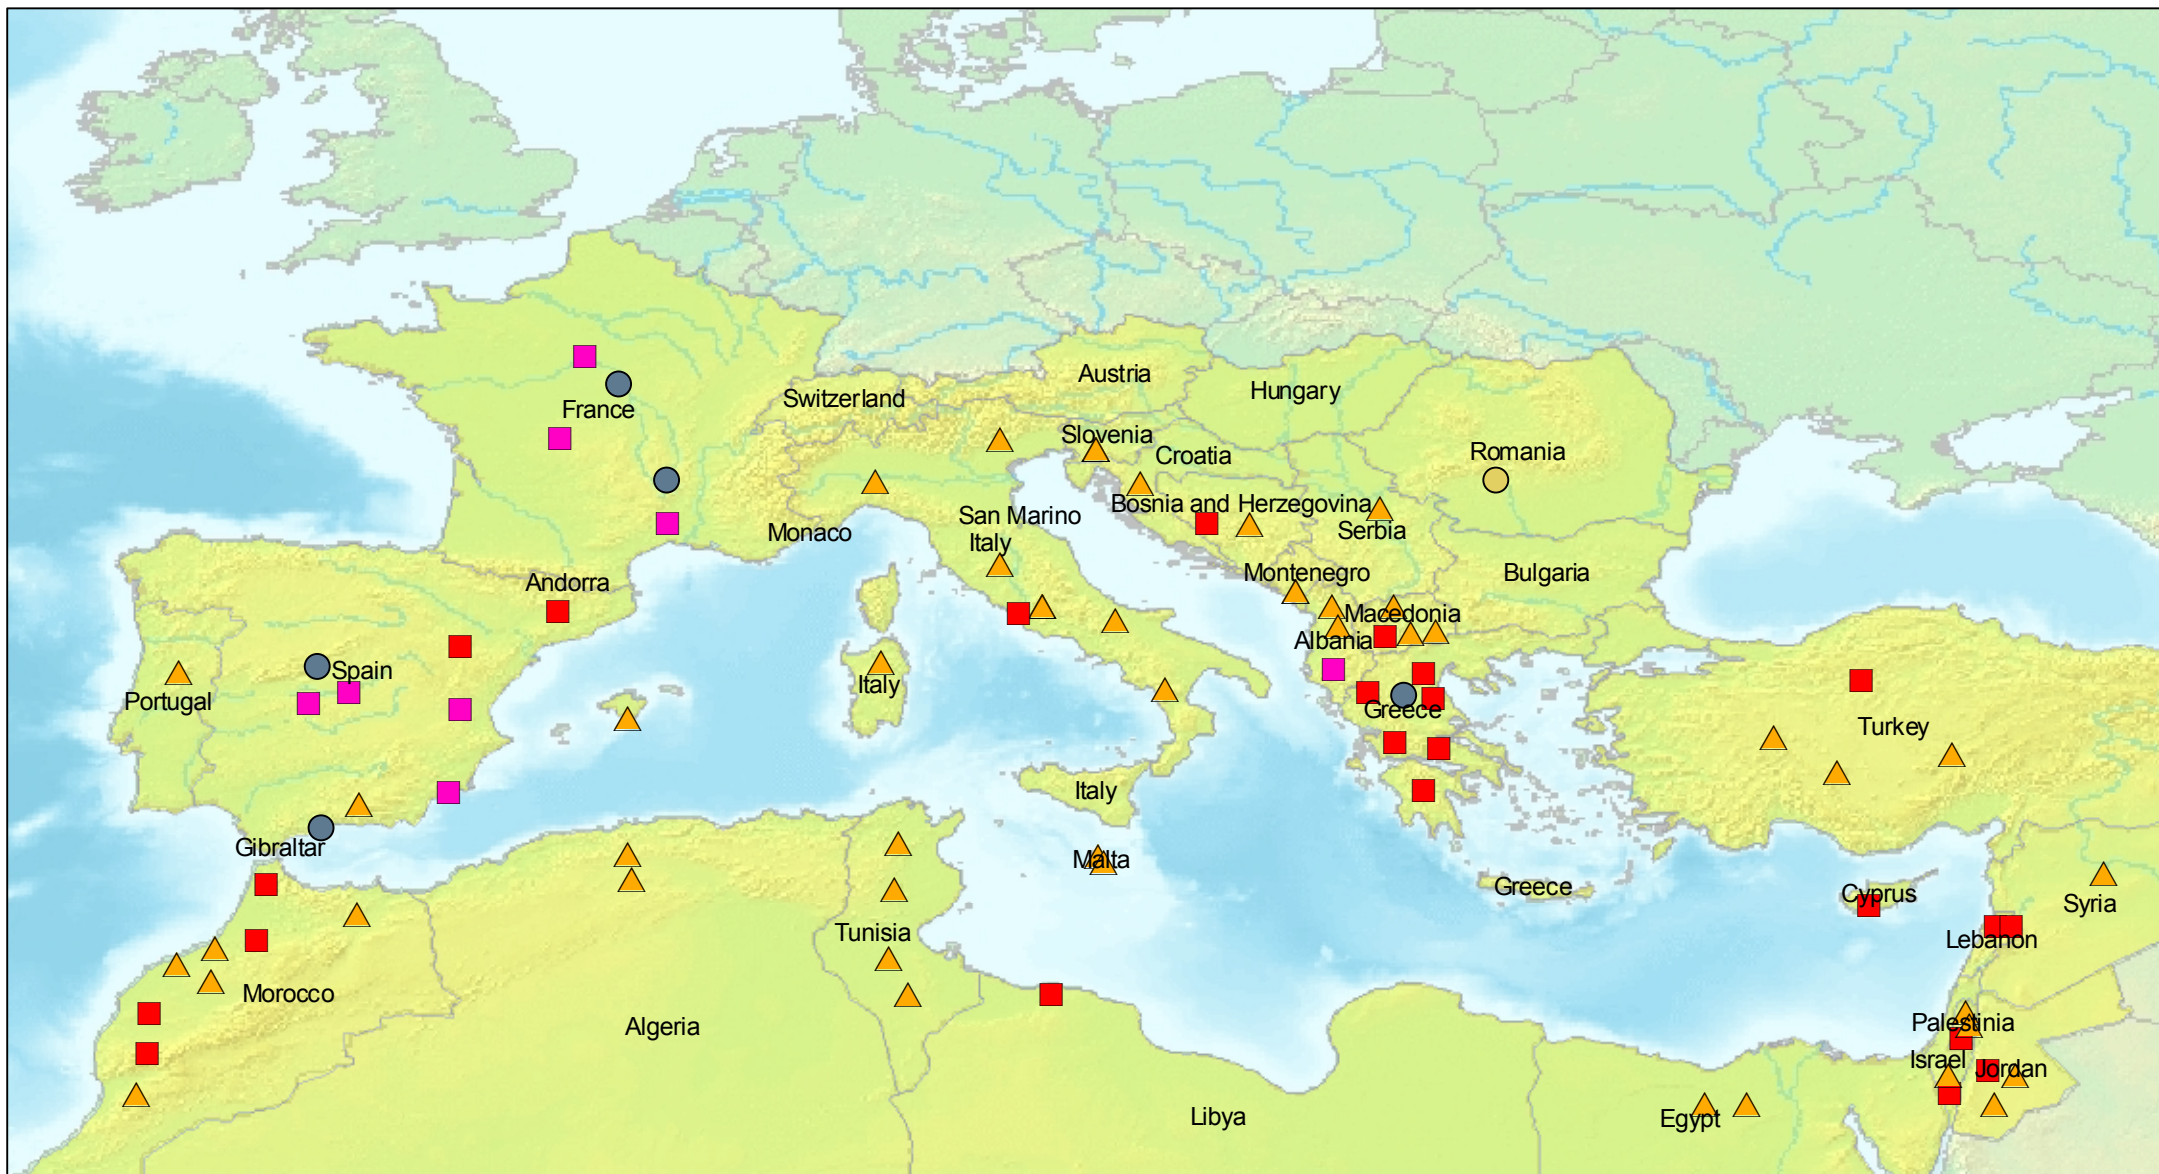 Austria
Hungary
Switzerland
France
Slovenia
Croatia
Romania
Bosnia and Herzegovina
San Marino
Serbia
Monaco
Italy
Andorra
Montenegro
Bulgaria
Macedonia
Albania
Spain
Italy
Portugal
Greece
Turkey
Italy
Gibraltar
Malta
Greece
Cyprus
Syria
Tunisia
Lebanon
Morocco
Algeria
Palestinia
Israel
Jordan
Libya
Egypt